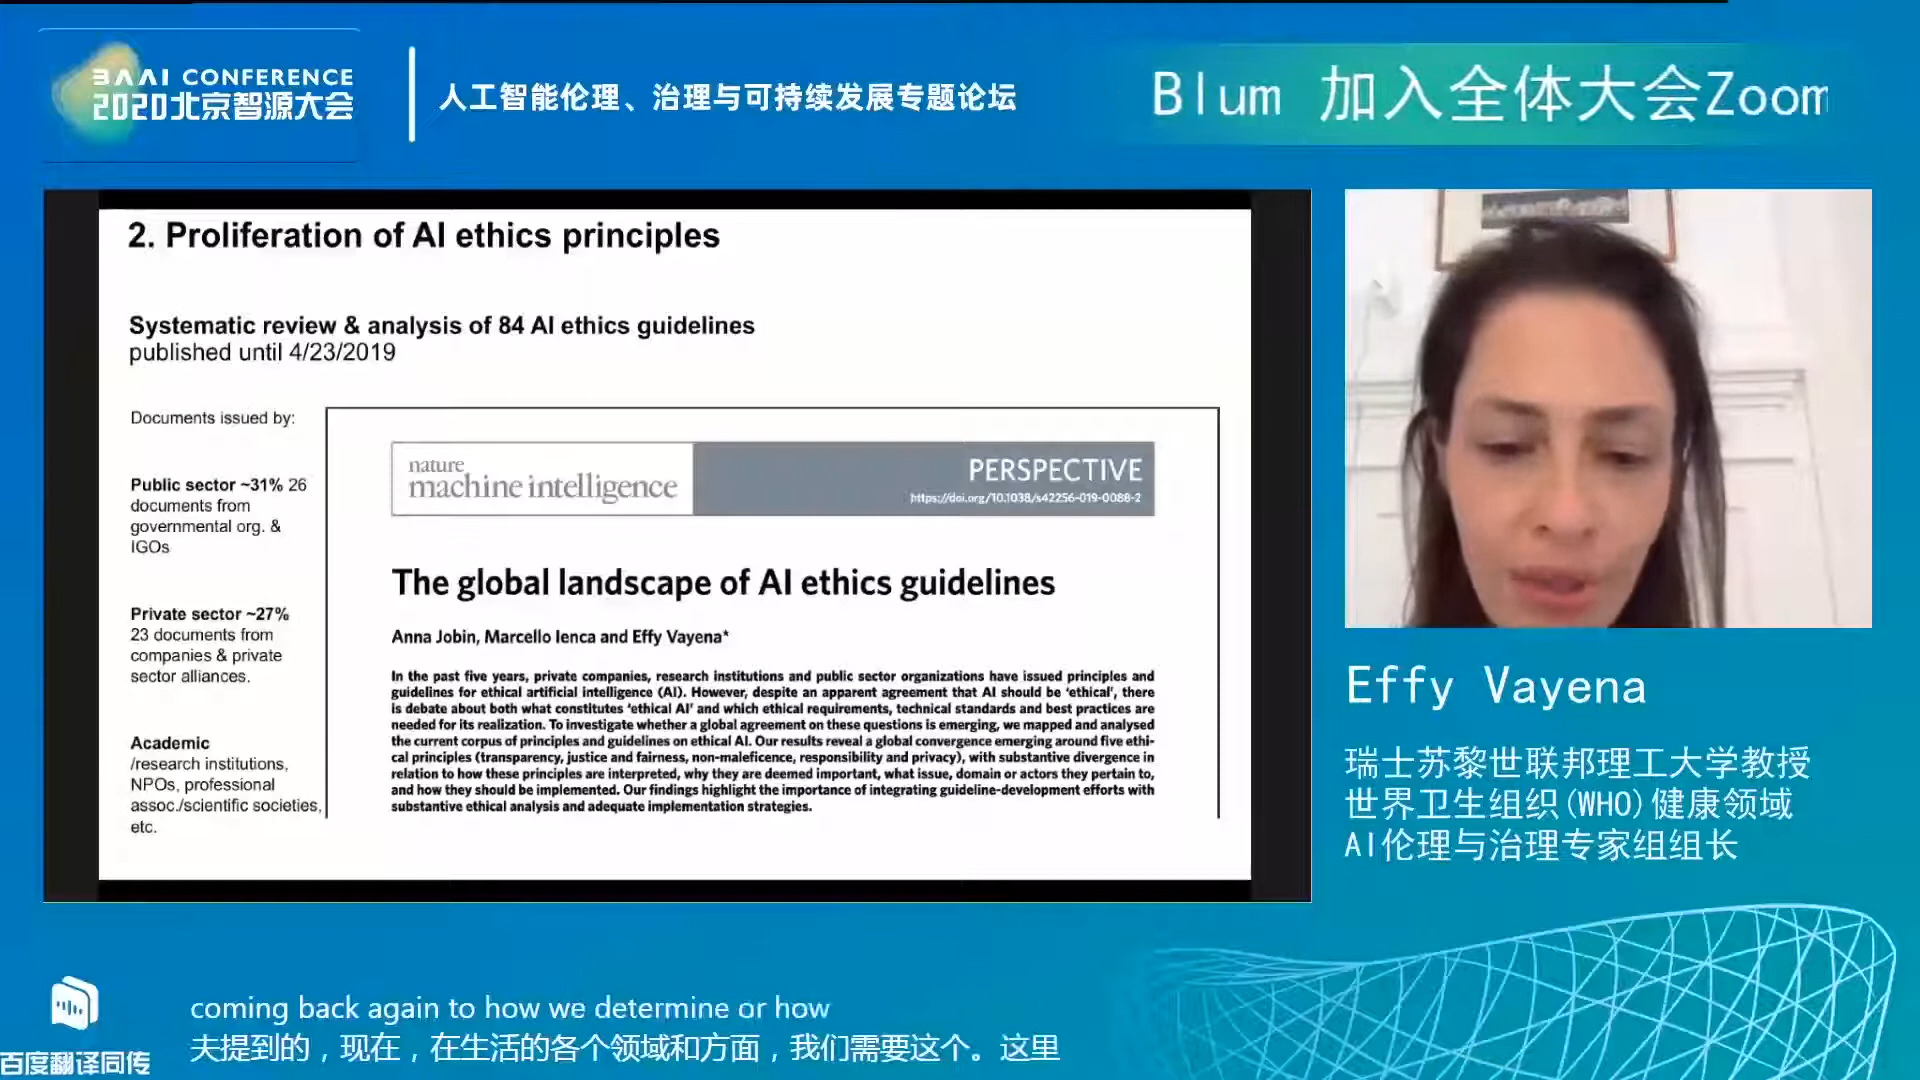 BAAI CONFERENCE
2020北京智源大会
人工智能伦理、治理与可持续发展专题论坛
Blum 加入全体大会Zoom
2. Proliferation of AI ethics principles
Systematic review & analysis of 84 AI ethics guidelines
published until 4/23/2019
Documents issued by:
Public sector ~31% 26
documents from
governmental org. &
IGOs
Private sector ~27%
23 documents from
companies & private
sector alliances.
Academic
/research institutions,
NPOs, professional
assoc./scientific societies,
etc.
nature
machine intelligence
PERSPECTIVE
https://doi.org/10.1038/s42256-019-0088-2
The global landscape of AI ethics guidelines
Anna Jobin, Marcello Ienca and Effy Vayena*
In the past five years, private companies, research institutions and public sector organizations have issued principles and
guidelines for ethical artificial intelligence (AI). However, despite an apparent agreement that AI should be ‘ethical’, there
is debate about both what constitutes ‘ethical AI’ and which ethical requirements, technical standards and best practices are
needed for its realization. To investigate whether a global agreement on these questions is emerging, we mapped and analysed
the current corpus of principles and guidelines on ethical AI. Our results reveal a global convergence emerging around five ethi-
cal principles (transparency, justice and fairness, non-maleficence, responsibility and privacy), with substantive divergence in
relation to how these principles are interpreted, why they are deemed important, what issue, domain or actors they pertain to,
and how they should be implemented. Our findings highlight the importance of integrating guideline-development efforts with
substantive ethical analysis and adequate implementation strategies.
Effy Vayena
瑞士苏黎世联邦理工大学教授
世界卫生组织(WHO)健康领域
AI伦理与治理专家组组长
coming back again to how we determine or how
夫提到的，现在，在生活的各个领域和方面，我们需要这个。这里
百度翻译同传